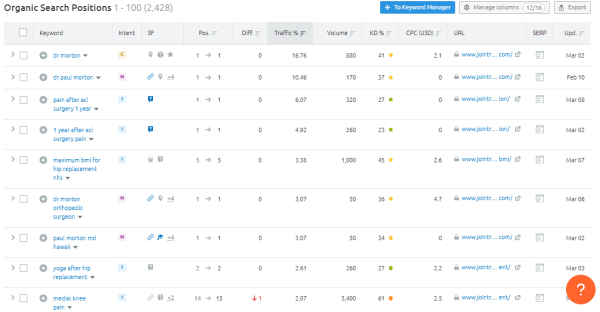 Organic Search Positions 1 - 100 (2,428)
+ To Keyword Manager
Manage columns 12/16
Export
Keyword Intent SF Pos. Diff. Traffic % Volume KD % CPC (USD) URL SERP Upd.
dr morton C 1 → 1 0 16.76 880 41 2.1 www.jointr... com/ Mar 02
dr paul morton N +4 1 → 1 0 10.46 170 37 0 www.jointr... com/ Feb 10
pain after acl
surgery 1 year
I 1 → 1 0 6.07 320 27 0 www.jointr... ion/ Mar 08
1 year after acl
surgery pain
I 1 → 1 0 4.92 260 23 0 www.jointr... ion/ Mar 02
maximum bmi for
hip replacement
nhs
I 5 → 5 0 3.38 1,000 45 2.6 www.jointr... bmi/ Mar 07
dr morton
orthopedic
surgeon
N +4 1 → 1 0 3.07 50 36 4.7 www.jointr... com/ Mar 06
paul morton md
hawaii
N +4 1 → 1 0 3.07 50 34 0 www.jointr... com/ Mar 02
yoga after hip
replacement
I 2 → 2 0 2.61 260 27 2.2 www.jointr... ent/ Mar 03
medial knee
pain
I +2 14 → 15 ↓ 1 2.07 5,400 61 2.5 www.jointr... ent/ Mar
?